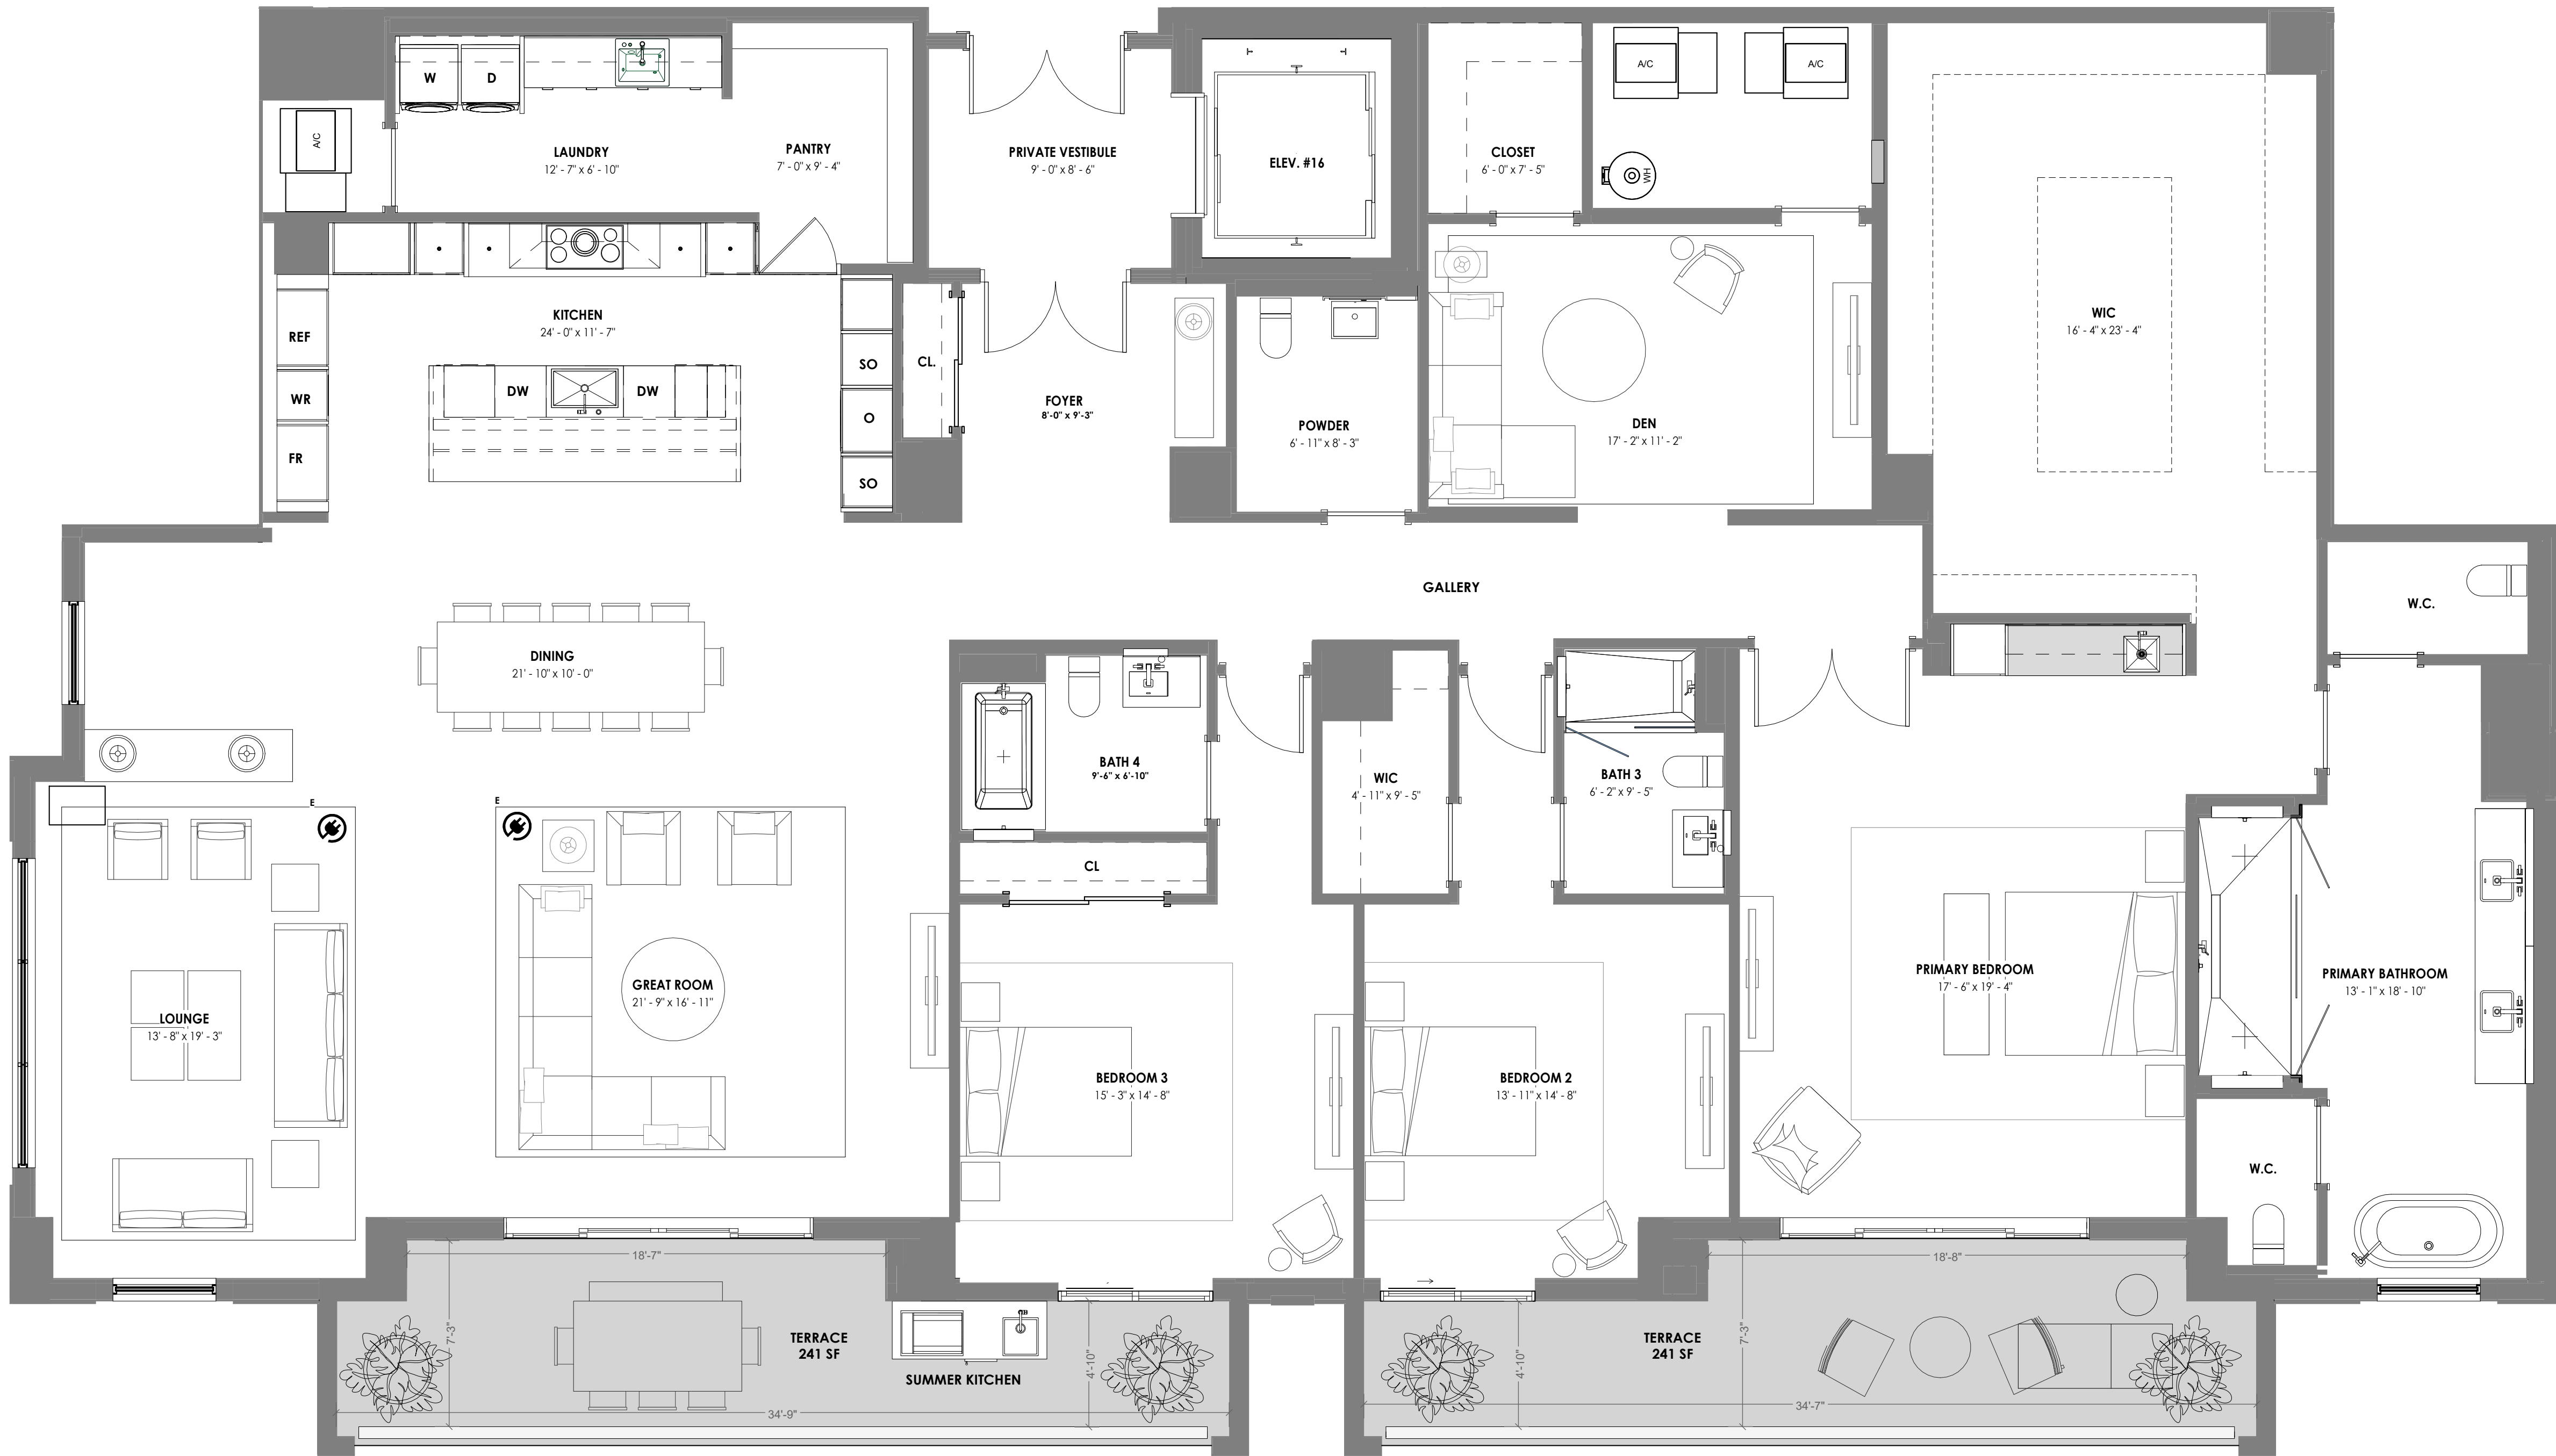 W
D
A/C
LAUNDRY
12' - 7" x 6' - 10"
PANTRY
7' - 0" x 9' - 4"
PRIVATE VESTIBULE
9' - 0" x 8' - 6"
ELEV. #16
CLOSET
6' - 0" x 7' - 5"
A/C
A/C
WH
WIC
16' - 4" x 23' - 4"
KITCHEN
24' - 0" x 11' - 7"
REF
WR
FR
DW
DW
SO
O
SO
CL.
FOYER
8'-0" x 9'-3"
POWDER
6' - 11" x 8' - 3"
DEN
17' - 2" x 11' - 2"
GALLERY
W.C.
DINING
21' - 10" x 10' - 0"
BATH 4
9'-6" x 6'-10"
CL
WIC
4' - 11" x 9' - 5"
BATH 3
6' - 2" x 9' - 5"
E
E
LOUNGE
13' - 8" x 19' - 3"
GREAT ROOM
21' - 9" x 16' - 11"
BEDROOM 3
15' - 3" x 14' - 8"
BEDROOM 2
13' - 11" x 14' - 8"
PRIMARY BEDROOM
17' - 6" x 19' - 4"
PRIMARY BATHROOM
13' - 1" x 18' - 10"
W.C.
18'-7"
7'-3"
TERRACE
241 SF
SUMMER KITCHEN
4'-10"
34'-9"
4'-10"
TERRACE
241 SF
7'-3"
18'-8"
34'-7"